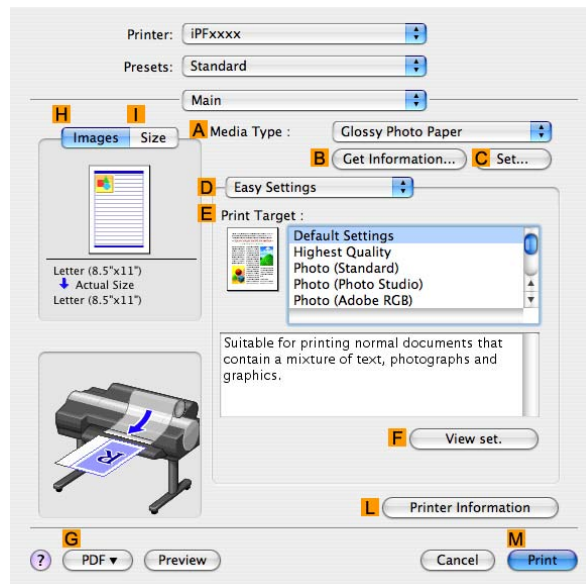 Printer: iPFxxxx
Presets: Standard
Main
H I
Images Size
A Media Type : Glossy Photo Paper
B Get Information... C Set...
D Easy Settings
E Print Target :
Default Settings
Highest Quality
Photo (Standard)
Photo (Photo Studio)
Photo (Adobe RGB)
Letter (8.5"x11")
Actual Size
Letter (8.5"x11")
Suitable for printing normal documents that
contain a mixture of text, photographs and
graphics.
F View set.
L Printer Information
G M
? PDF ▼ Preview Cancel Print